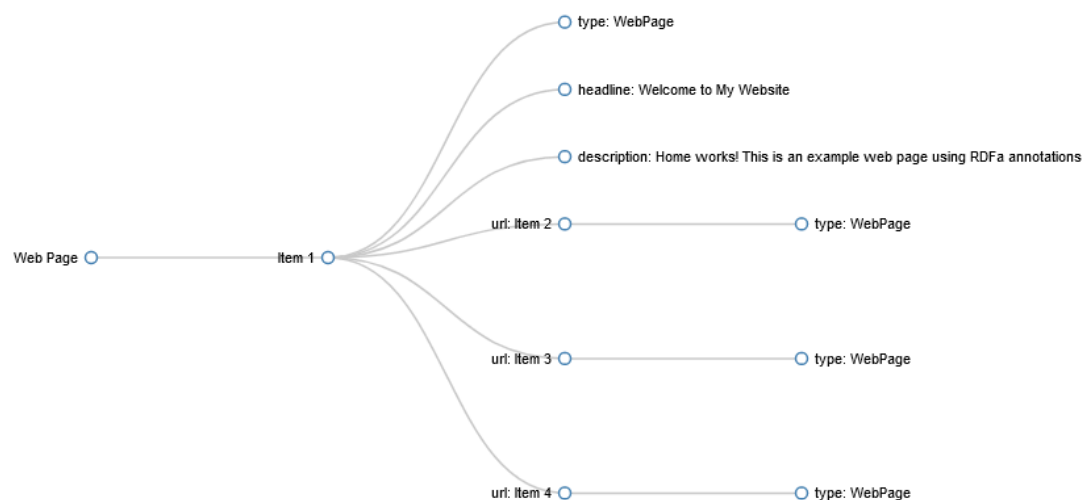 type: WebPage
headline: Welcome to My Website
description: Home works! This is an example web page using RDFa annotations
url: Item 2 type: WebPage
Web Page Item 1
url: Item 3 type: WebPage
url: Item 4 type: WebPage